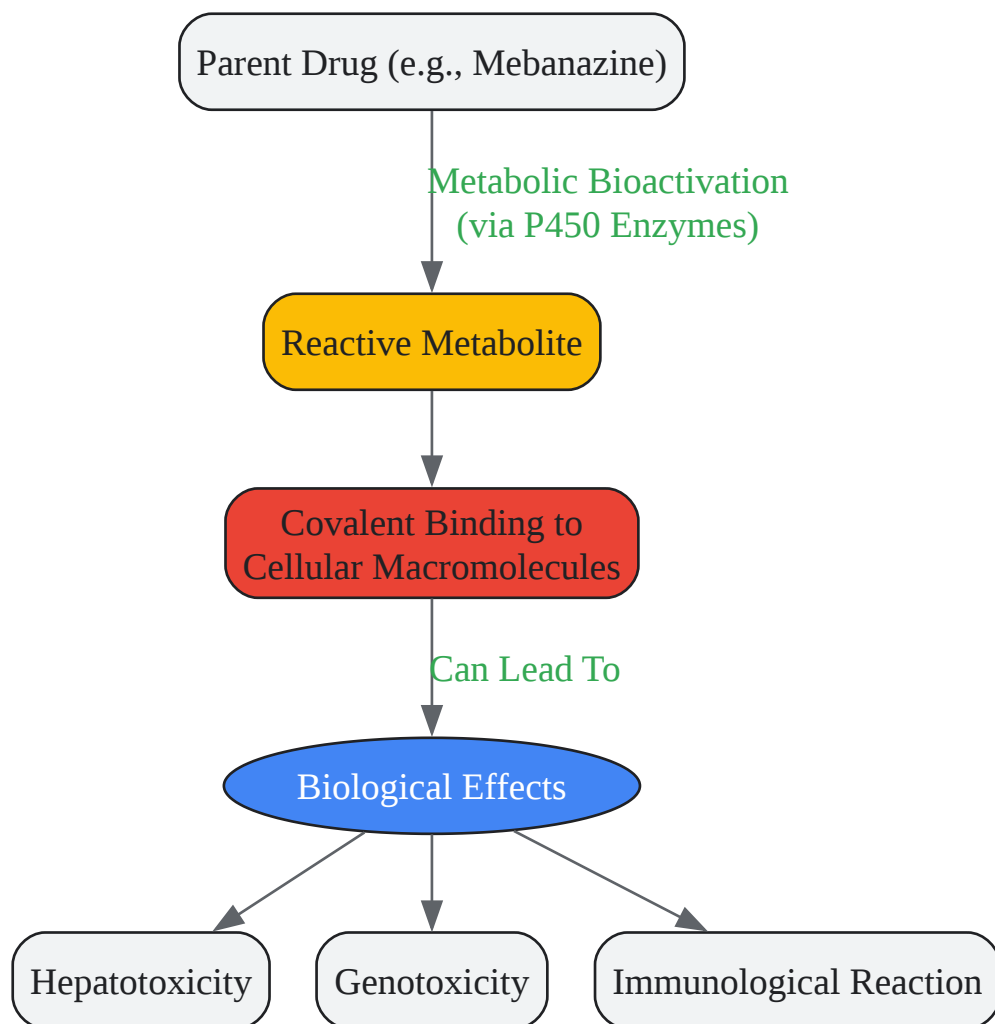 Parent Drug (e.g., Mebanazine)
Metabolic Bioactivation
(via P450 Enzymes)
Reactive Metabolite
Covalent Binding to
Cellular Macromolecules
Can Lead To
Biological Effects
Hepatotoxicity
Genotoxicity
Immunological Reaction